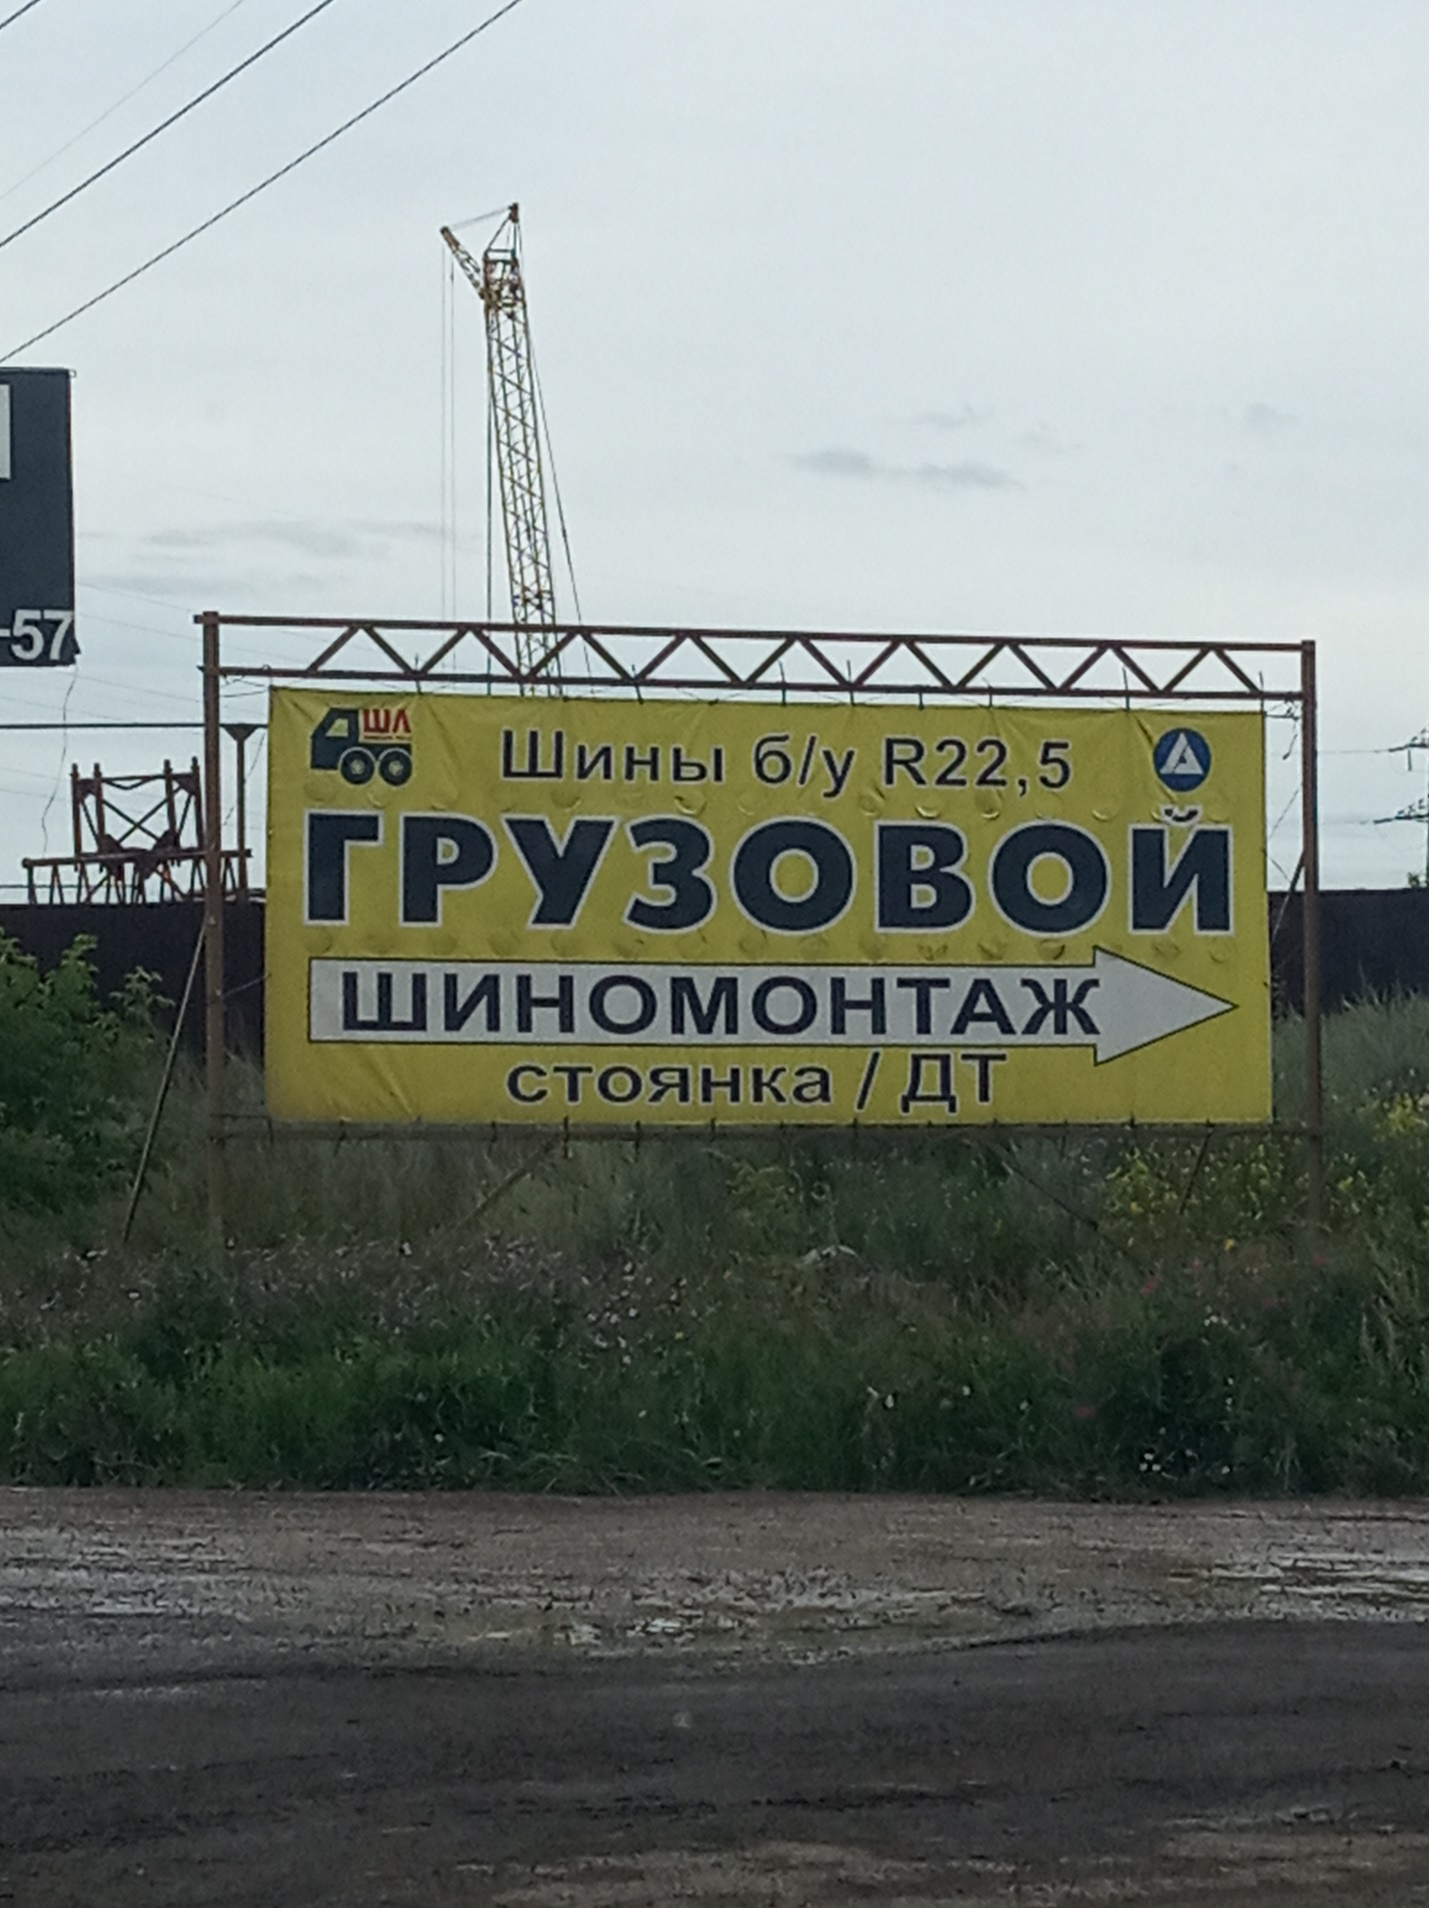 -57
ШЛ
Шины б/у R22,5
ГРУЗОВОЙ
ШИНОМОНТАЖ
стоянка / ДТ